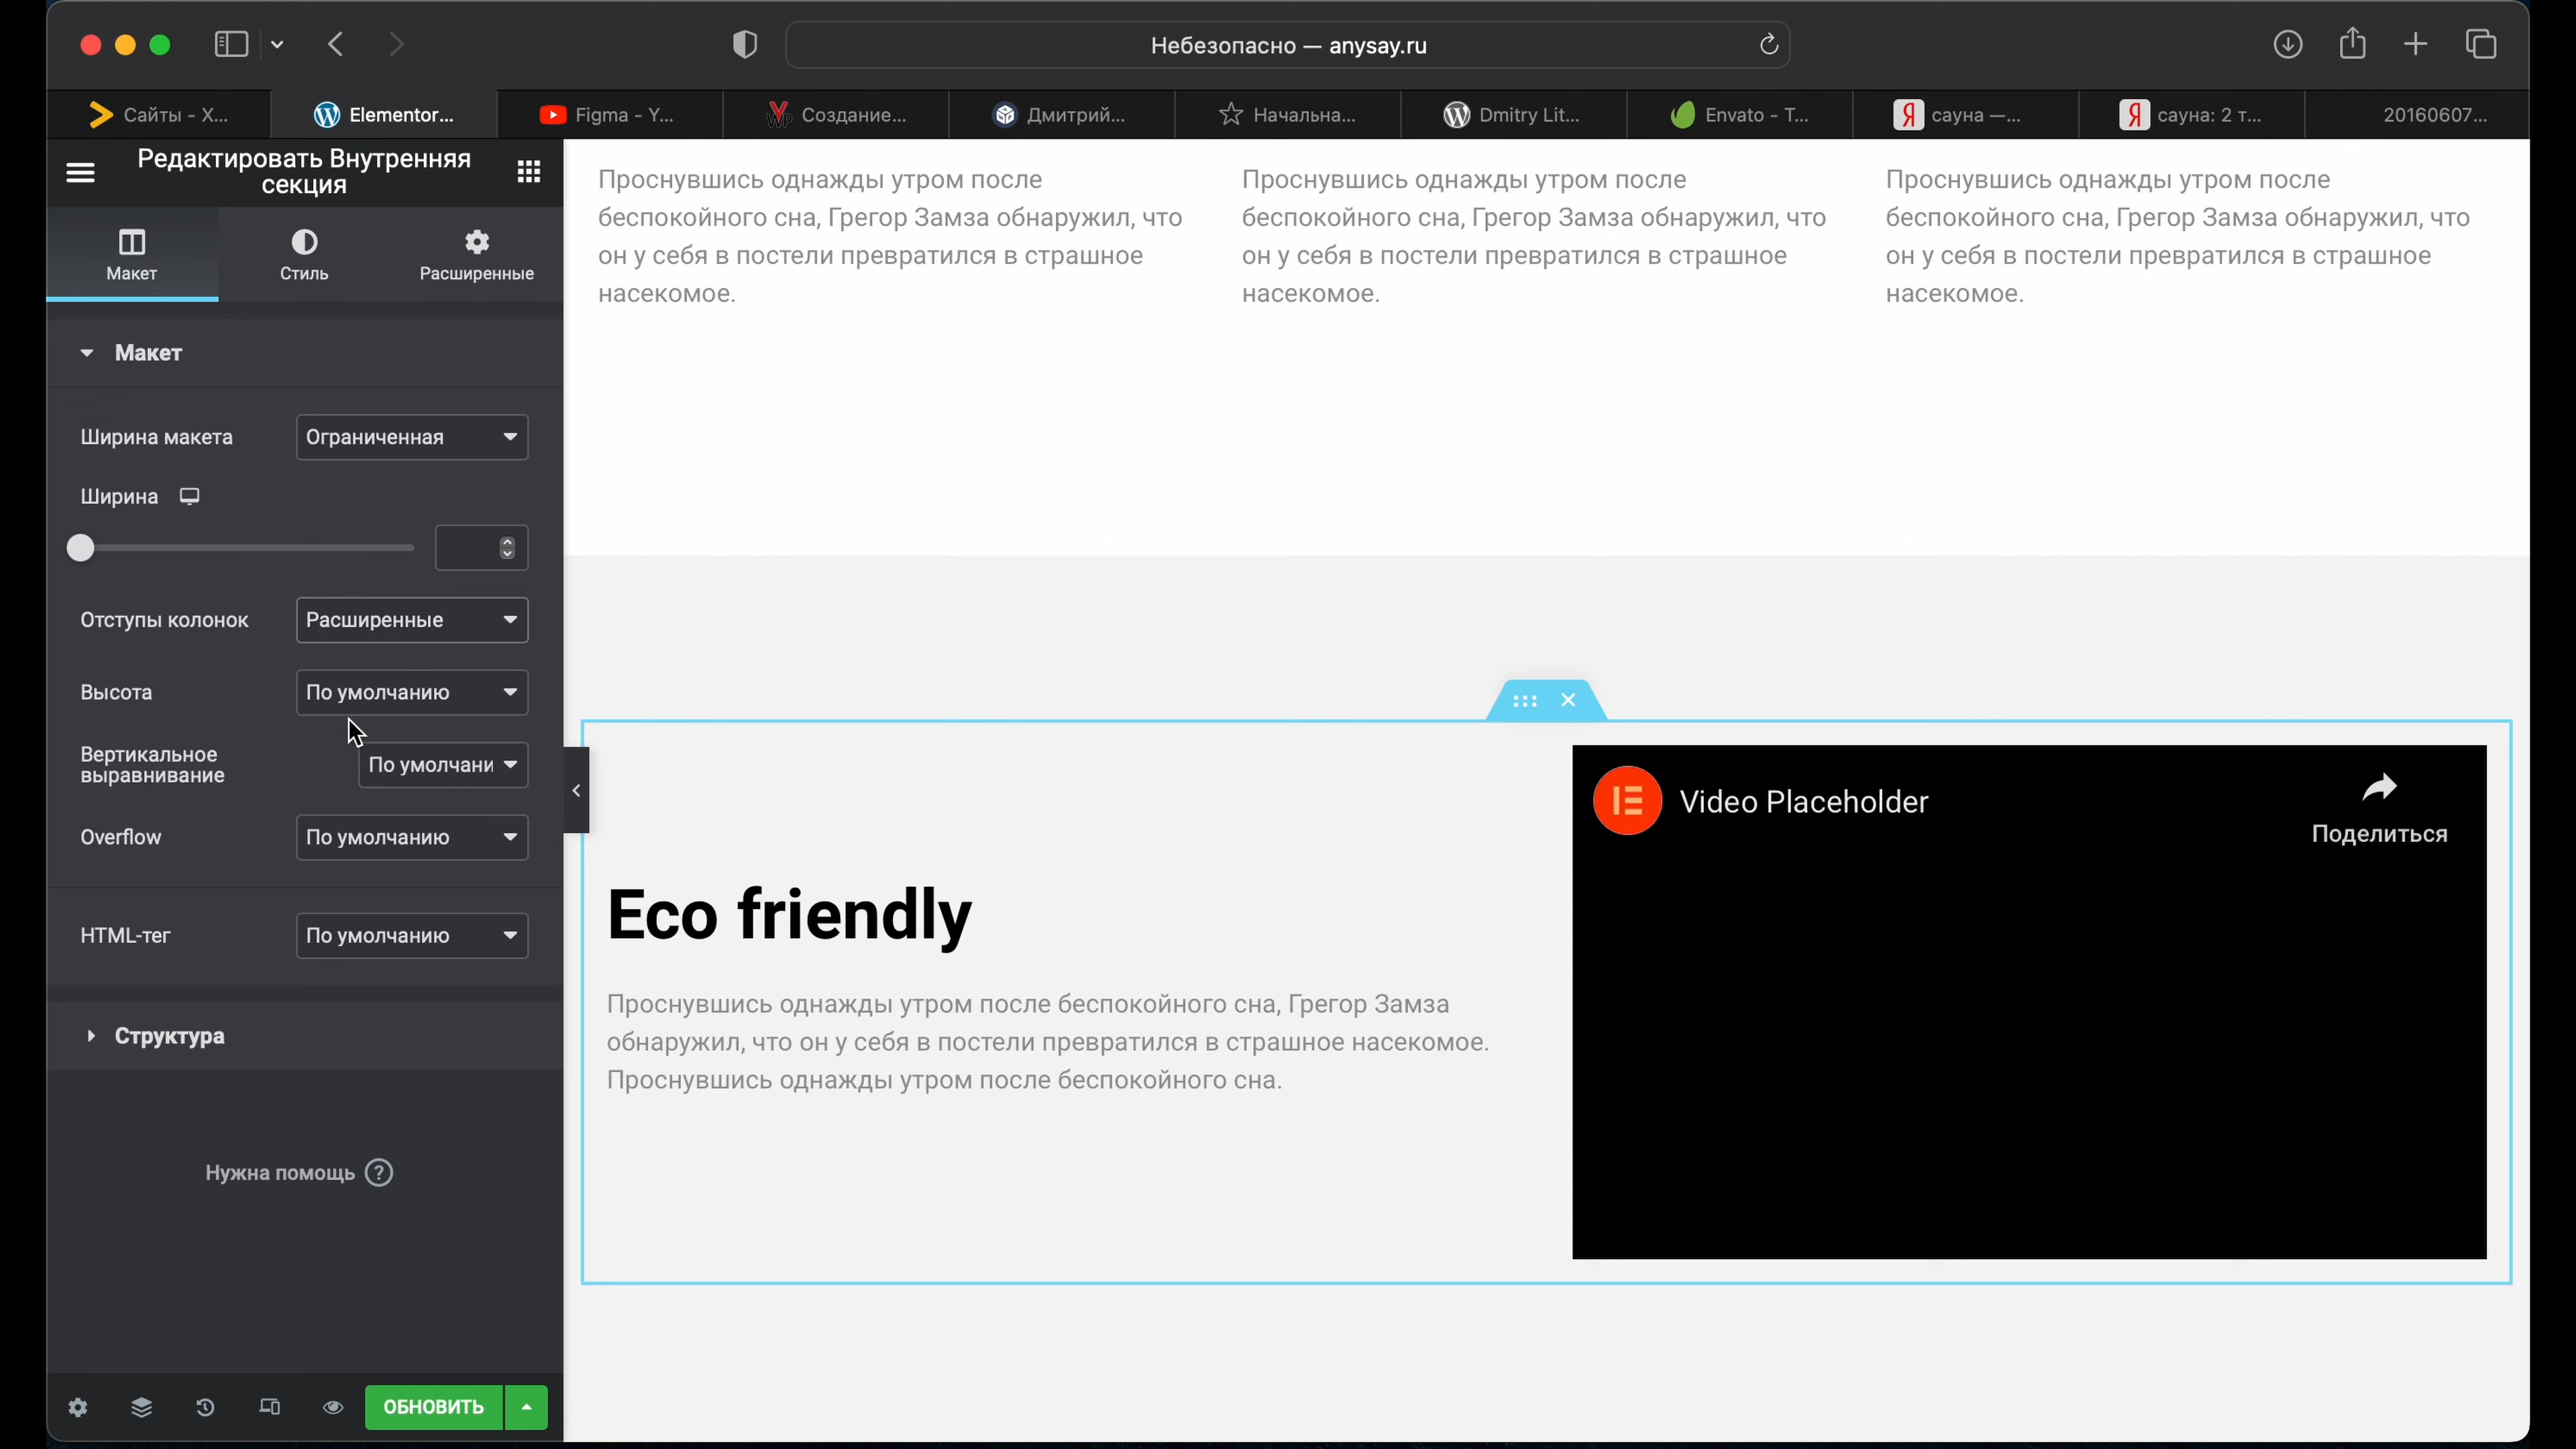 Небезопасно — anysay.ru
Сайты - X...
Elementor...
Figma - Y...
Создание...
Дмитрий...
Начальна...
Dmitry Lit...
Envato - T...
сауна —...
сауна: 2 т...
20160607...
Редактировать Внутренняя
секция
Макет
Стиль
Расширенные
Макет
Ширина макета
Ограниченная
Ширина
Отступы колонок
Расширенные
Высота
По умолчанию
Вертикальное
выравнивание
По умолчани
Overflow
По умолчанию
HTML-тег
По умолчанию
Структура
Нужна помощь ?
ОБНОВИТЬ
Проснувшись однажды утром после
беспокойного сна, Грегор Замза обнаружил, что
он у себя в постели превратился в страшное
насекомое.
Проснувшись однажды утром после
беспокойного сна, Грегор Замза обнаружил, что
он у себя в постели превратился в страшное
насекомое.
Проснувшись однажды утром после
беспокойного сна, Грегор Замза обнаружил, что
он у себя в постели превратился в страшное
насекомое.
Eco friendly
Проснувшись однажды утром после беспокойного сна, Грегор Замза
обнаружил, что он у себя в постели превратился в страшное насекомое.
Проснувшись однажды утром после беспокойного сна.
Video Placeholder
Поделиться